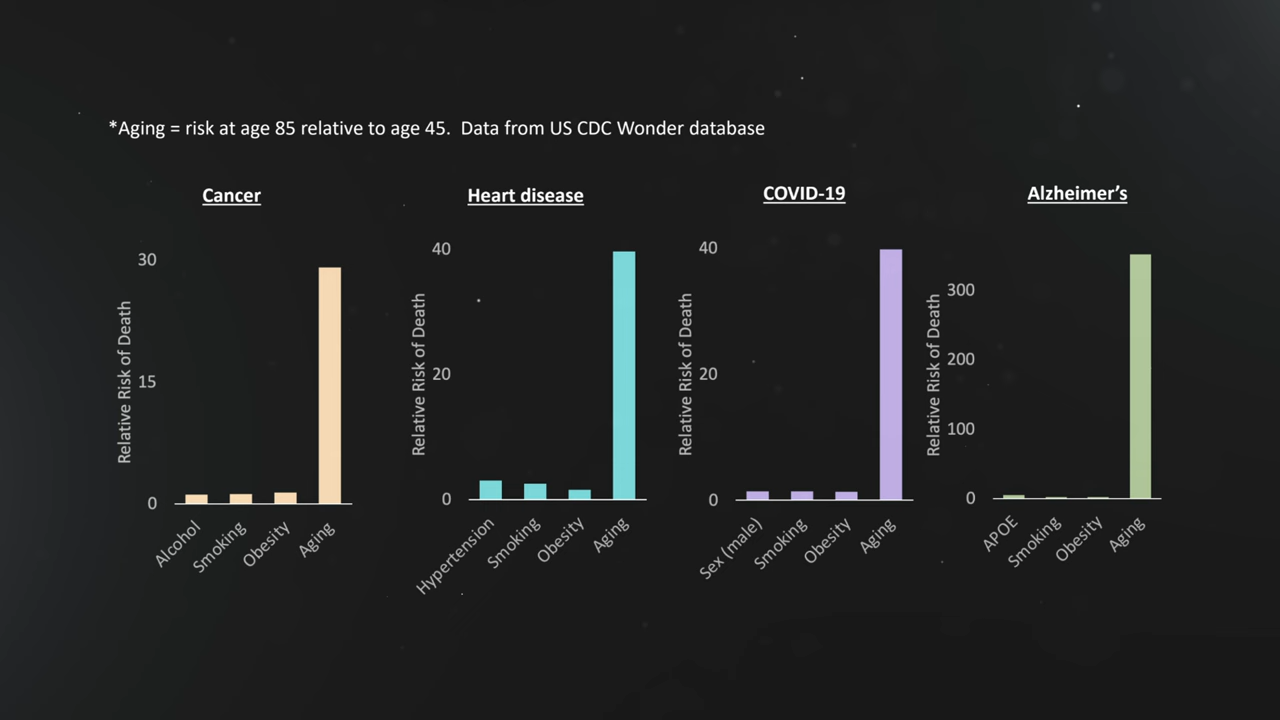 *Aging = risk at age 85 relative to age 45.  Data from US CDC Wonder database
Cancer
Relative Risk of Death
30
15
0
Alcohol
Smoking
Obesity
Aging
Heart disease
Relative Risk of Death
40
20
0
Hypertension
Smoking
Obesity
Aging
COVID-19
Relative Risk of Death
40
20
0
Sex (male)
Smoking
Obesity
Aging
Alzheimer’s
Relative Risk of Death
300
200
100
0
APOE
Smoking
Obesity
Aging